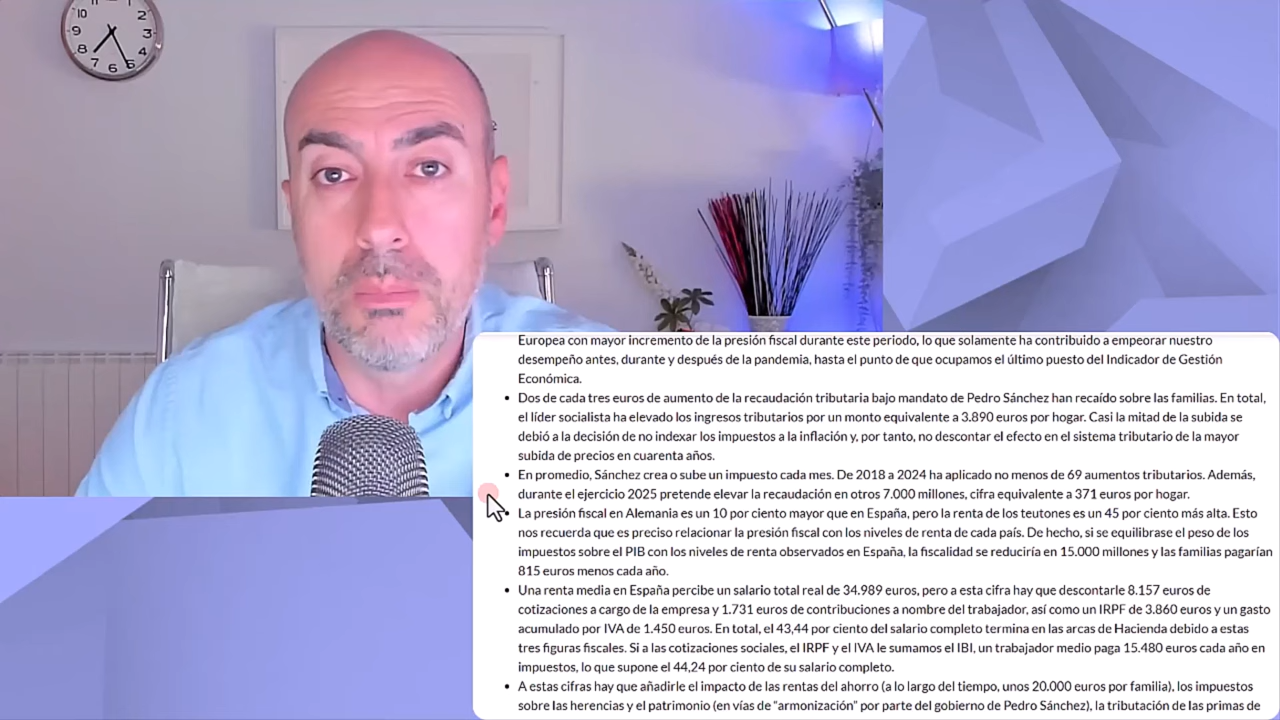 10
9
8
7
6
5
4
3
2
Europea con mayor incremento de la presión fiscal durante este periodo, lo que solamente ha contribuido a empeorar nuestro
desempeño antes, durante y después de la pandemia, hasta el punto de que ocupamos el último puesto del Indicador de Gestión
Económica.
• Dos de cada tres euros de aumento de la recaudación tributaria bajo mandato de Pedro Sánchez han recaído sobre las familias. En total,
el líder socialista ha elevado los ingresos tributarios por un monto equivalente a 3.890 euros por hogar. Casi la mitad de la subida se
debió a la decisión de no indexar los impuestos a la inflación y, por tanto, no descontar el efecto en el sistema tributario de la mayor
subida de precios en cuarenta años.
• En promedio, Sánchez crea o sube un impuesto cada mes. De 2018 a 2024 ha aplicado no menos de 69 aumentos tributarios. Además,
durante el ejercicio 2025 pretende elevar la recaudación en otros 7.000 millones, cifra equivalente a 371 euros por hogar.
• La presión fiscal en Alemania es un 10 por ciento mayor que en España, pero la renta de los teutones es un 45 por ciento más alta. Esto
nos recuerda que es preciso relacionar la presión fiscal con los niveles de renta de cada país. De hecho, si se equilibrase el peso de los
impuestos sobre el PIB con los niveles de renta observados en España, la fiscalidad se reduciría en 15.000 millones y las familias pagarían
815 euros menos cada año.
• Una renta media en España percibe un salario total real de 34.989 euros, pero a esta cifra hay que descontarle 8.157 euros de
cotizaciones a cargo de la empresa y 1.731 euros de contribuciones a nombre del trabajador, así como un IRPF de 3.860 euros y un gasto
acumulado por IVA de 1.450 euros. En total, el 43,44 por ciento del salario completo termina en las arcas de Hacienda debido a estas
tres figuras fiscales. Si a las cotizaciones sociales, el IRPF y el IVA le sumamos el IBI, un trabajador medio paga 15.480 euros cada año en
impuestos, lo que supone el 44,24 por ciento de su salario completo.
• A estas cifras hay que añadirle el impacto de las rentas del ahorro (a lo largo del tiempo, unos 20.000 euros por familia), los impuestos
sobre las herencias y el patrimonio (en vías de “armonización” por parte del gobierno de Pedro Sánchez), la tributación de las primas de